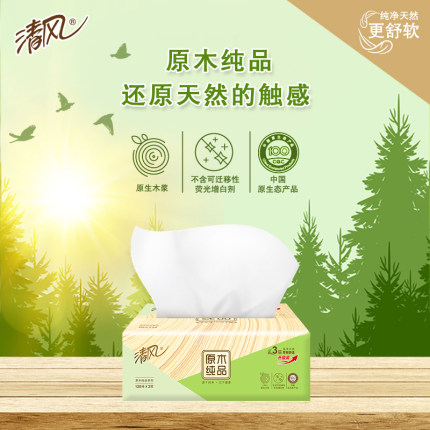 清风®
纯净天然
更舒软
原木纯品
还原天然的触感
100
CQC
原生木浆
不含可迁移性
荧光增白剂
中国
原生态产品
清风
原木
纯品
3